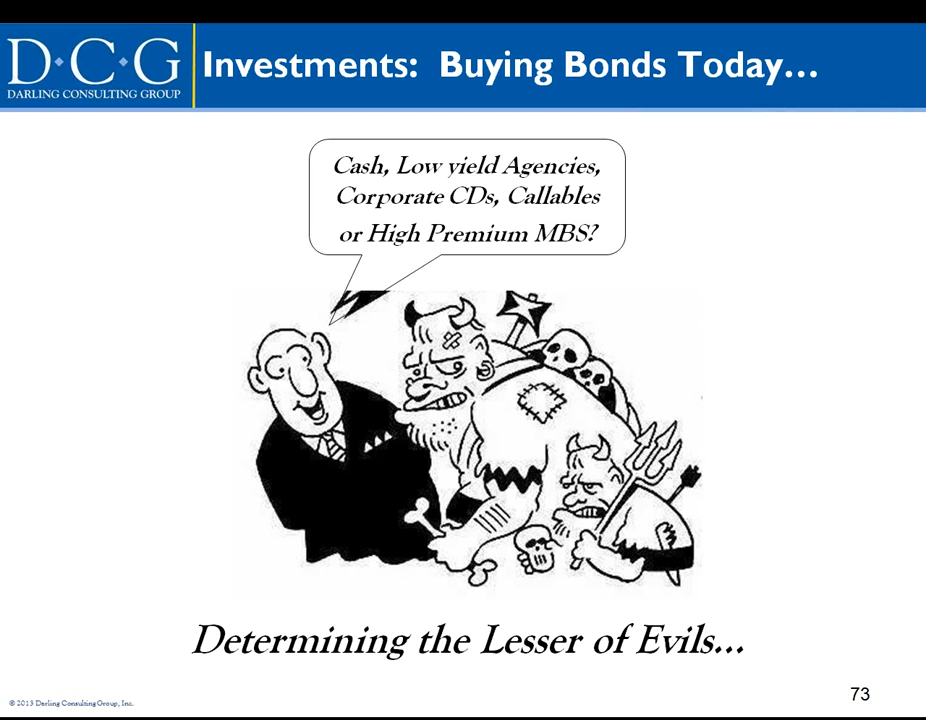 D·C·G
DARLING CONSULTING GROUP
Investments: Buying Bonds Today…
Cash, Low yield Agencies,
Corporate CDs, Callables
or High Premium MBS?
Determining the Lesser of Evils…
© 2013 Darling Consulting Group, Inc.
73